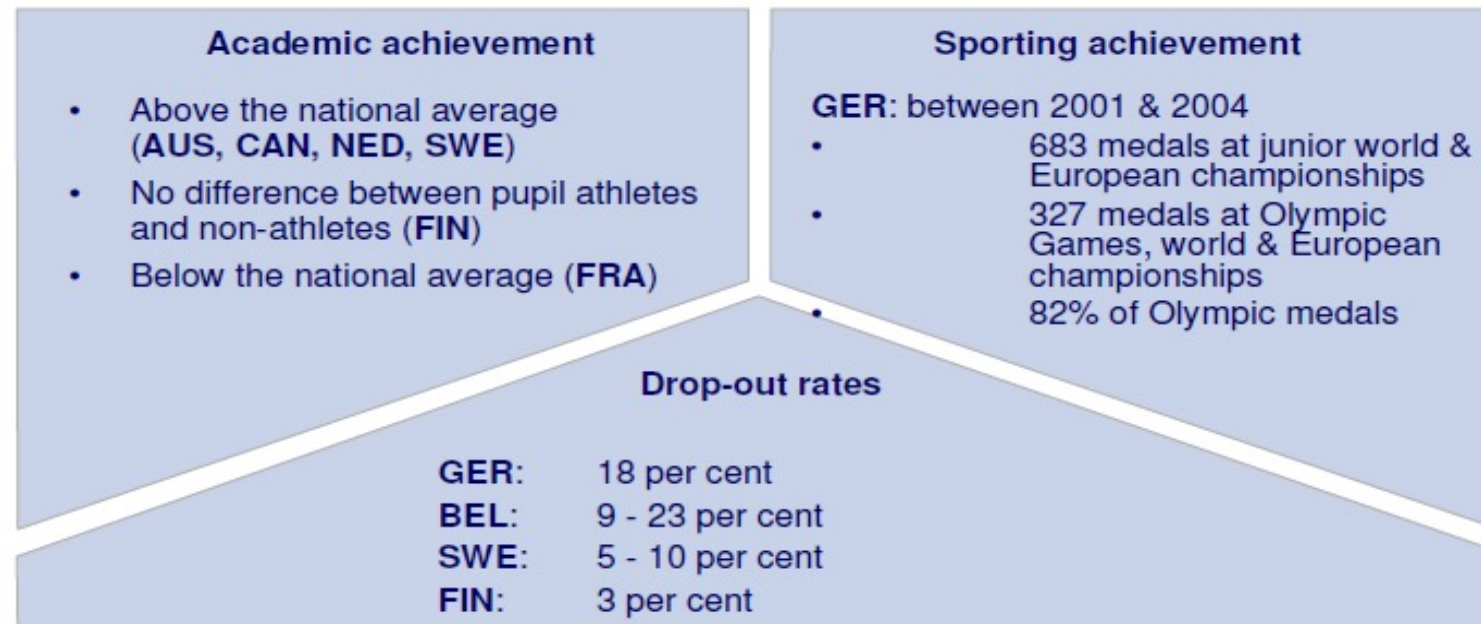 Academic achievement
• Above the national average
(AUS, CAN, NED, SWE)
• No difference between pupil athletes
and non-athletes (FIN)
• Below the national average (FRA)
Sporting achievement
GER: between 2001 & 2004
• 683 medals at junior world &
European championships
• 327 medals at Olympic
Games, world & European
championships
• 82% of Olympic medals
Drop-out rates
GER: 18 per cent
BEL: 9 - 23 per cent
SWE: 5 - 10 per cent
FIN: 3 per cent